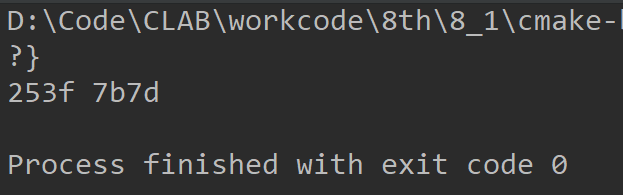 D:\Code\CLAB\workcode\8th\8_1\cmake-
?}
253f 7b7d
Process finished with exit code 0